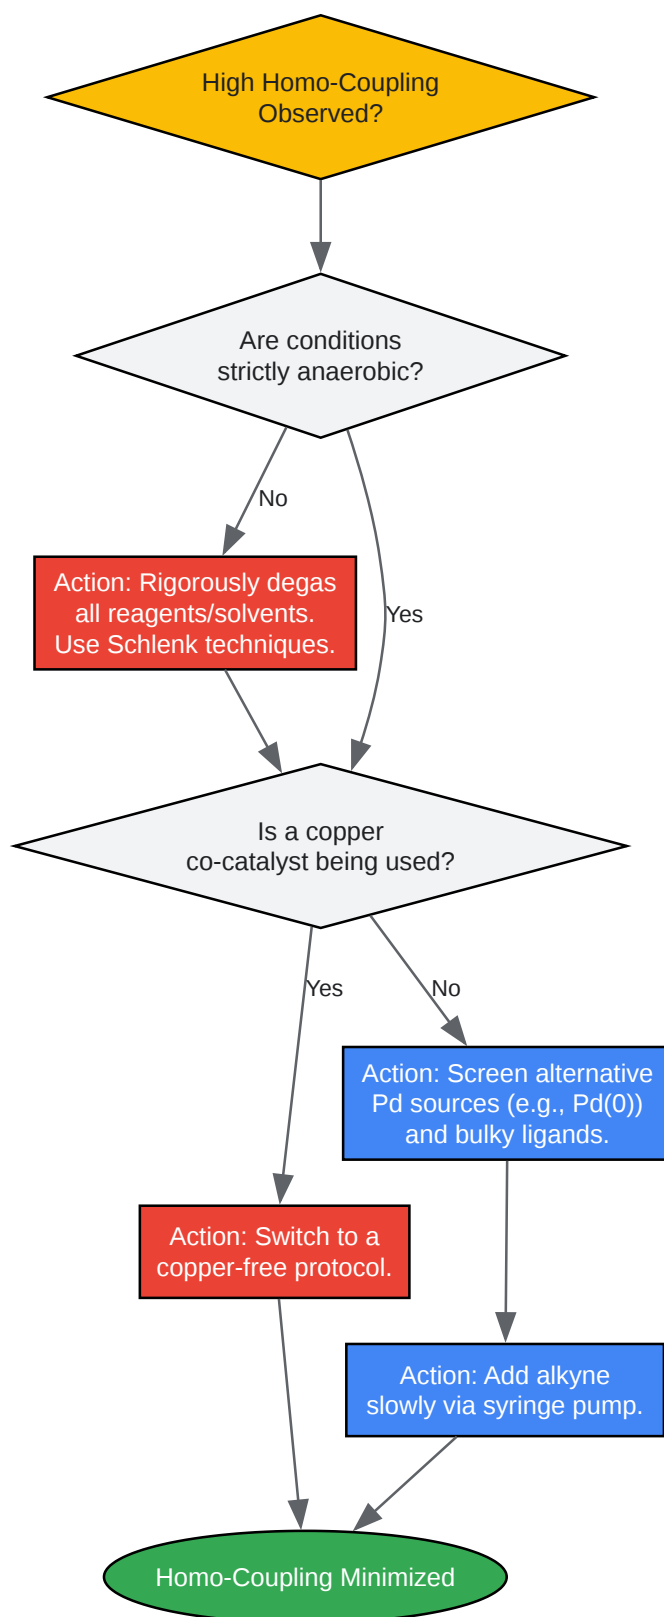 High Homo-Coupling
Observed?
Are conditions
strictly anaerobic?
No
Action: Rigorously degas
all reagents/solvents.
Use Schlenk techniques.
Yes
Is a copper
co-catalyst being used?
Yes
No
Action: Screen alternative
Pd sources (e.g., Pd(0))
and bulky ligands.
Action: Switch to a
copper-free protocol.
Action: Add alkyne
slowly via syringe pump.
Homo-Coupling Minimized